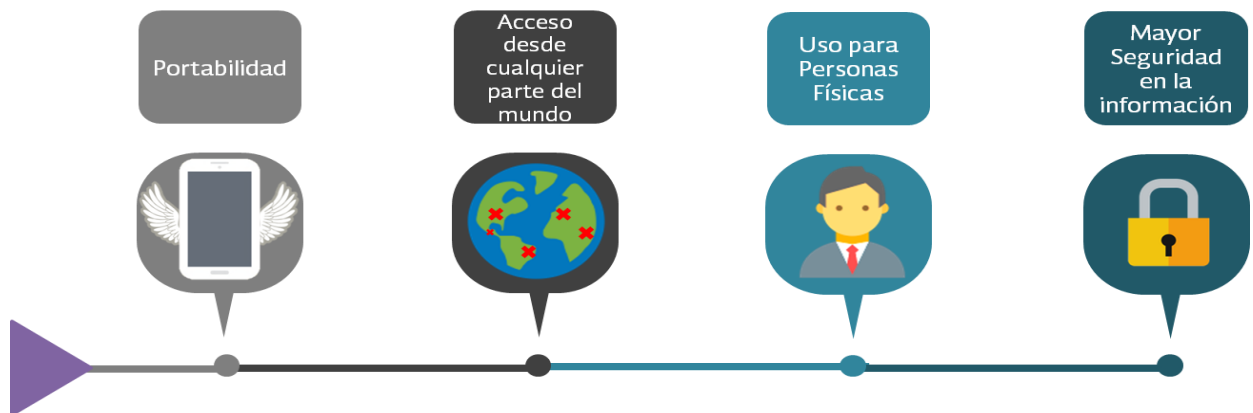 Portabilidad
Acceso
desde
cualquier
parte del
mundo
Uso para
Personas
Físicas
Mayor
Seguridad
en la
información